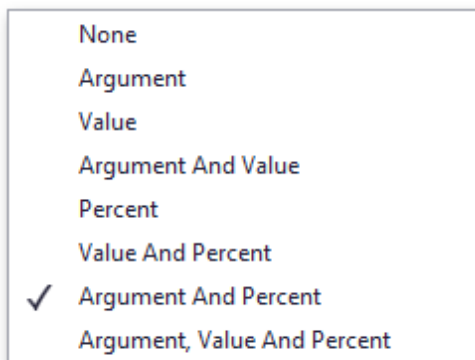 None
Argument
Value
Argument And Value
Percent
Value And Percent
Argument And Percent
Argument, Value And Percent